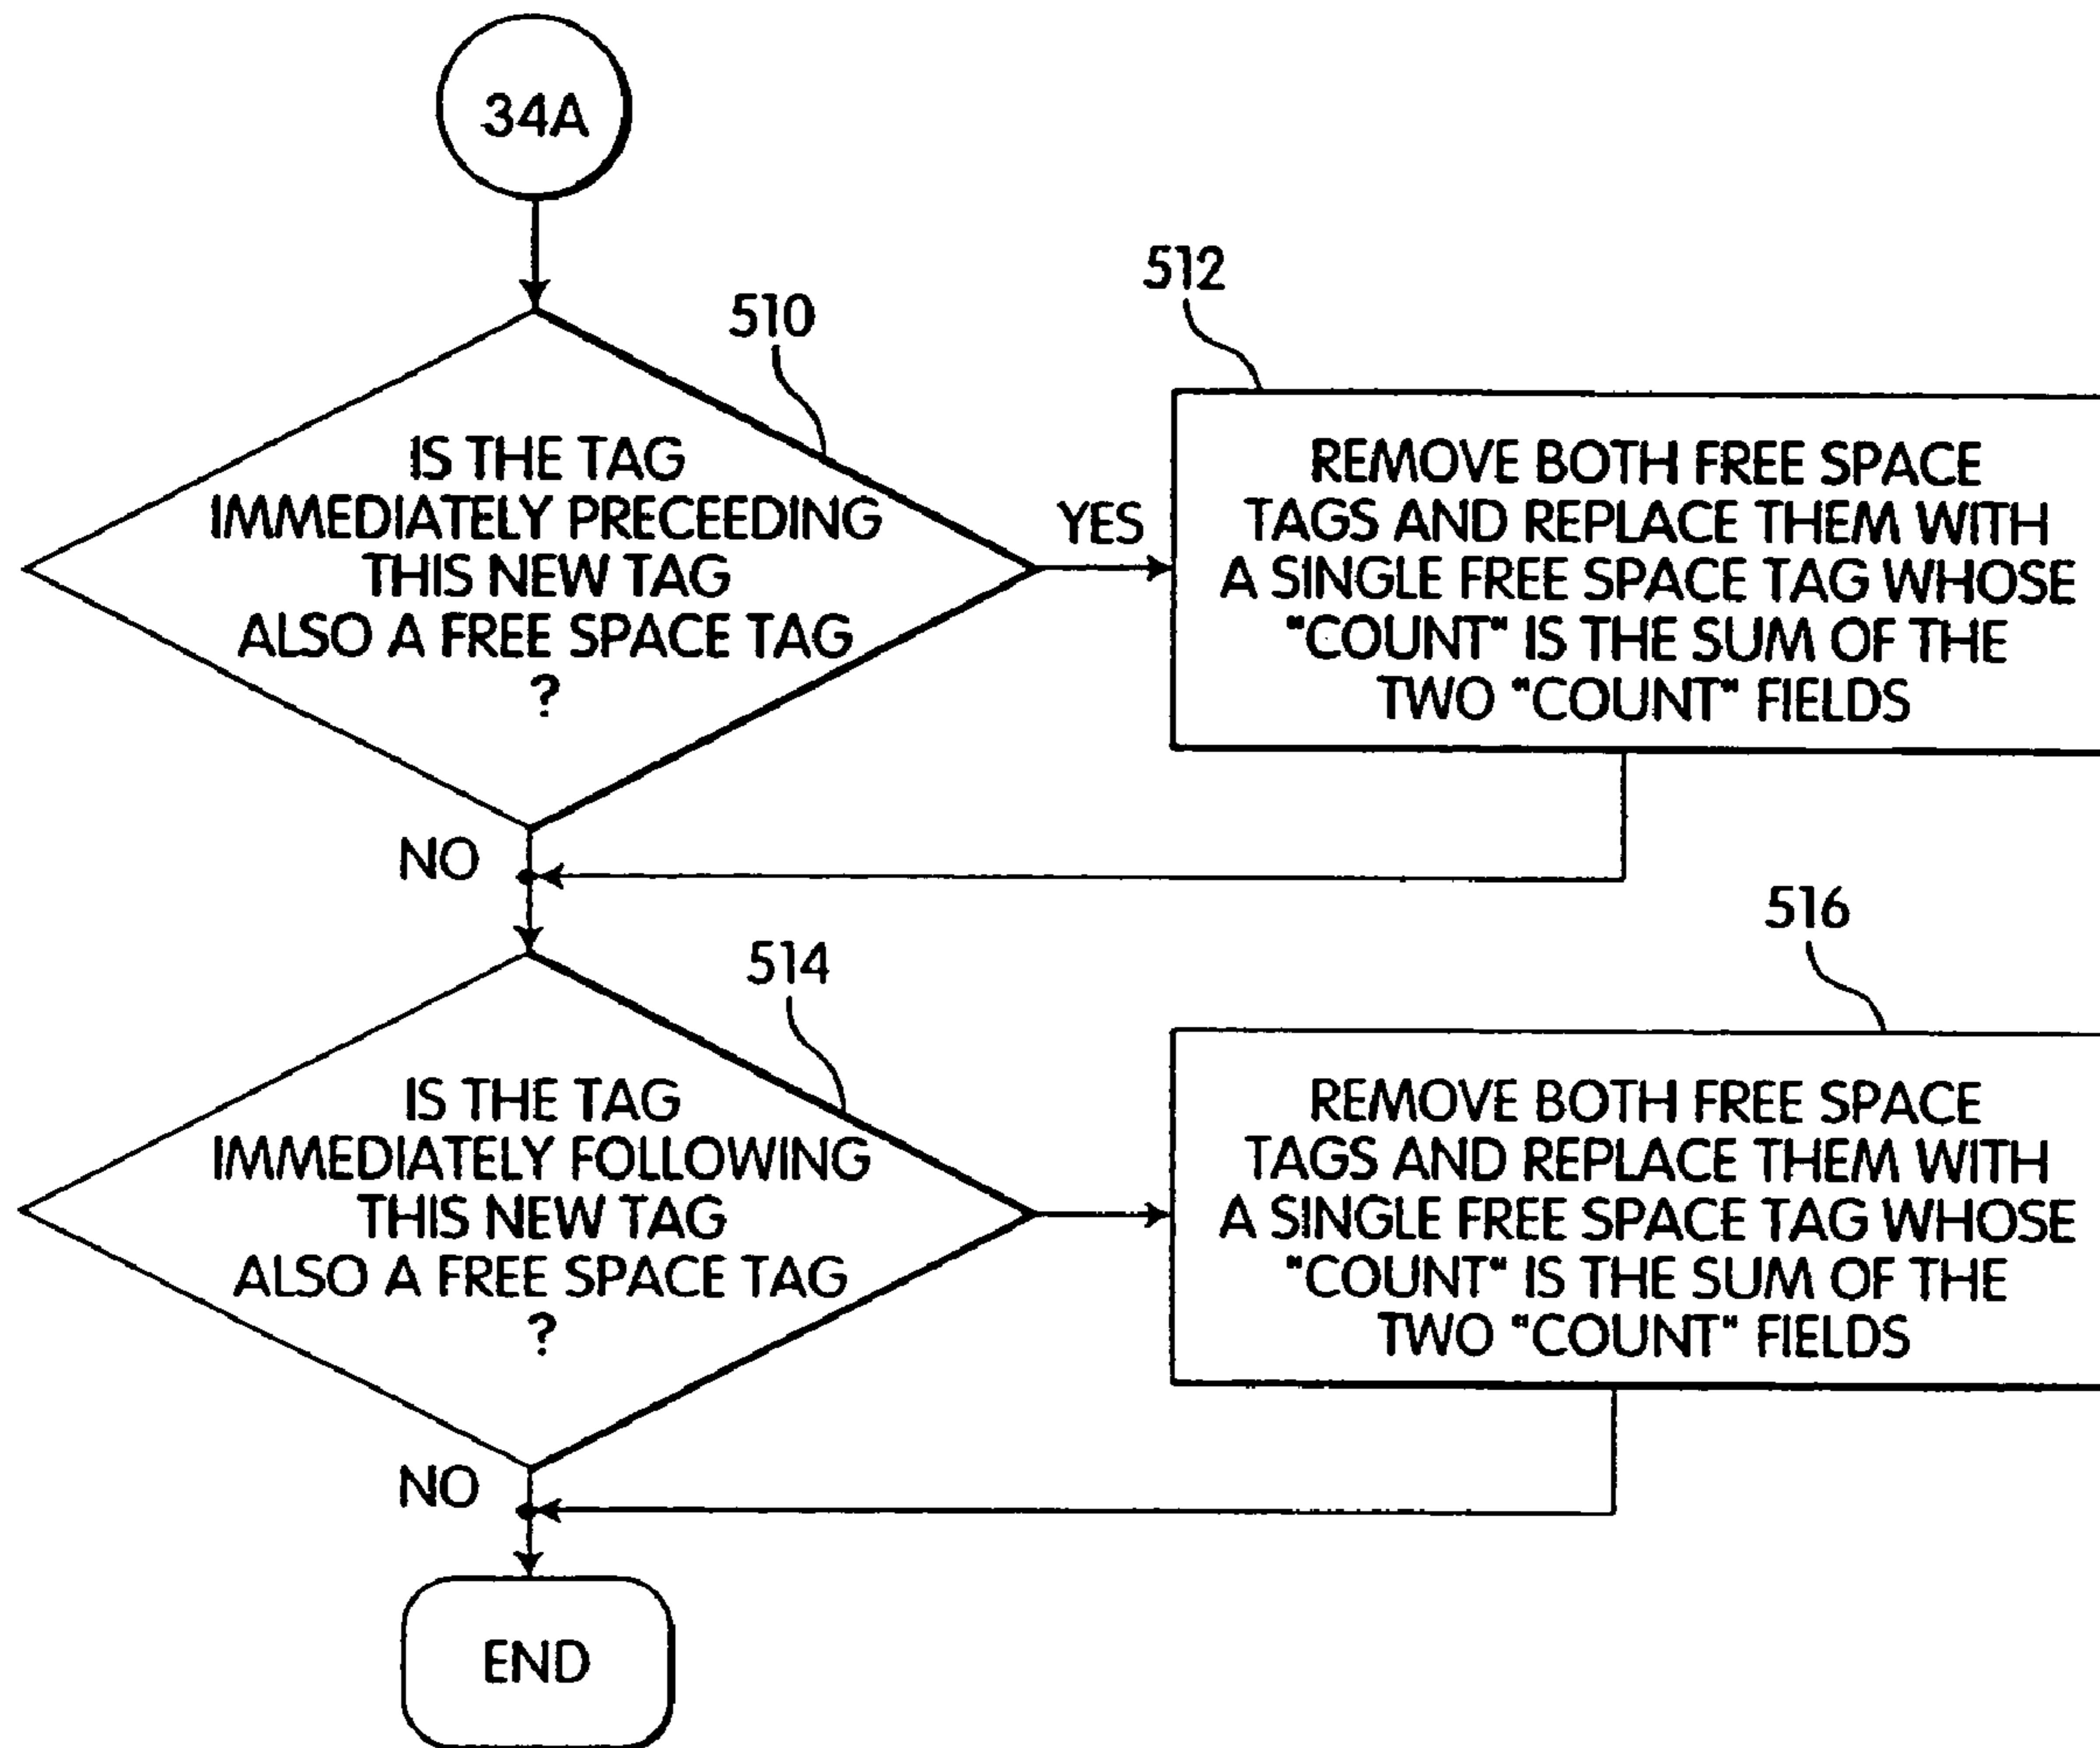 34A
510
IS THE TAG
IMMEDIATELY PRECEEDING
THIS NEW TAG
ALSO A FREE SPACE TAG
?
YES
512
REMOVE BOTH FREE SPACE
TAGS AND REPLACE THEM WITH
A SINGLE FREE SPACE TAG WHOSE
"COUNT" IS THE SUM OF THE
TWO "COUNT" FIELDS
NO
514
IS THE TAG
IMMEDIATELY FOLLOWING
THIS NEW TAG
ALSO A FREE SPACE TAG
?
516
REMOVE BOTH FREE SPACE
TAGS AND REPLACE THEM WITH
A SINGLE FREE SPACE TAG WHOSE
"COUNT" IS THE SUM OF THE
TWO "COUNT" FIELDS
NO
END